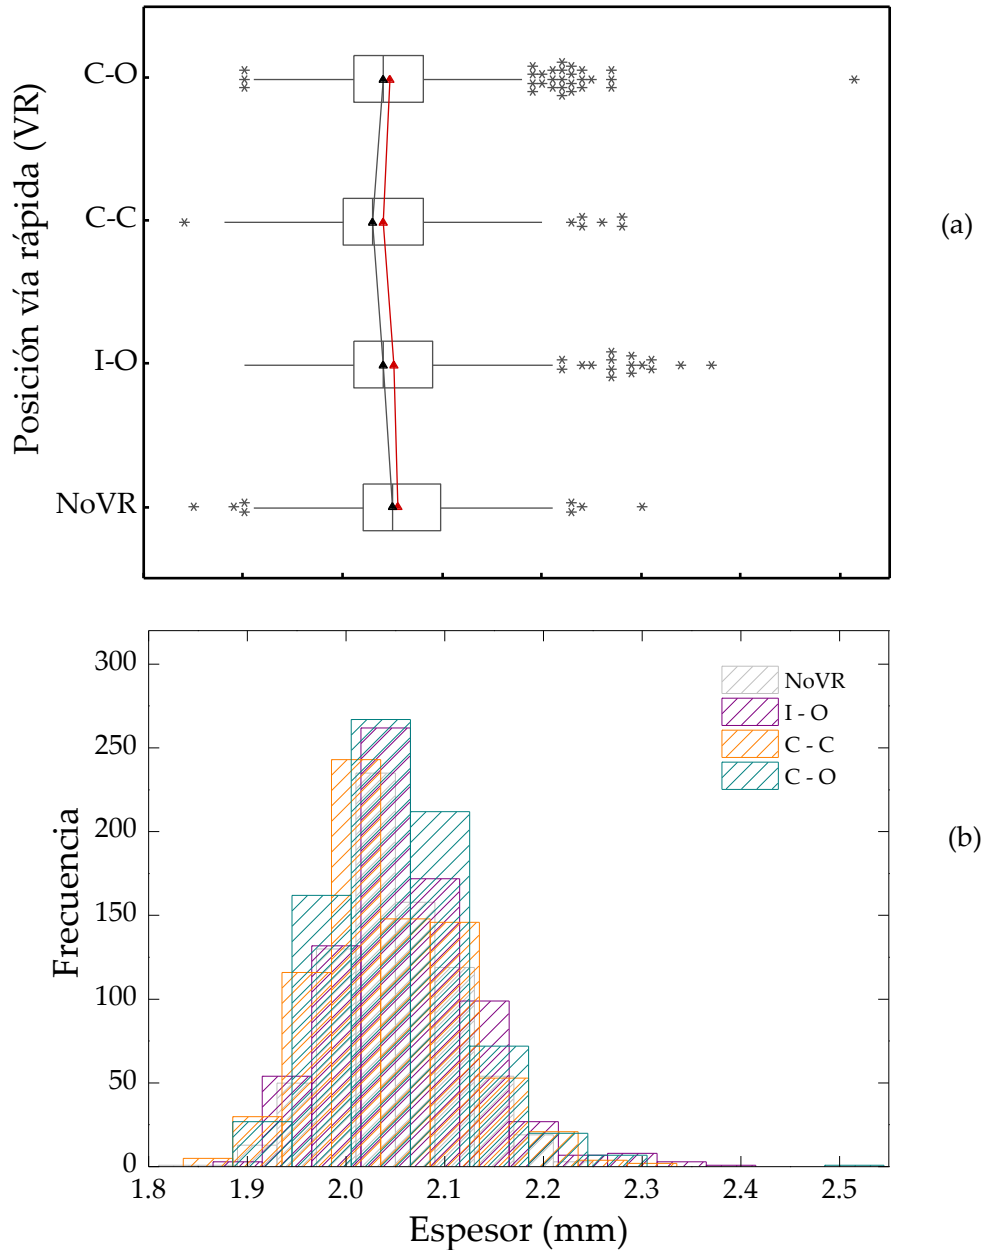 Posición vía rápida (VR)
C-O
C-C
I-O
NoVR
(a)
Frecuencia
300
250
200
150
100
50
0
NoVR
I - O
C - C
C - O
(b)
1.8 1.9 2.0 2.1 2.2 2.3 2.4 2.5
Espesor (mm)